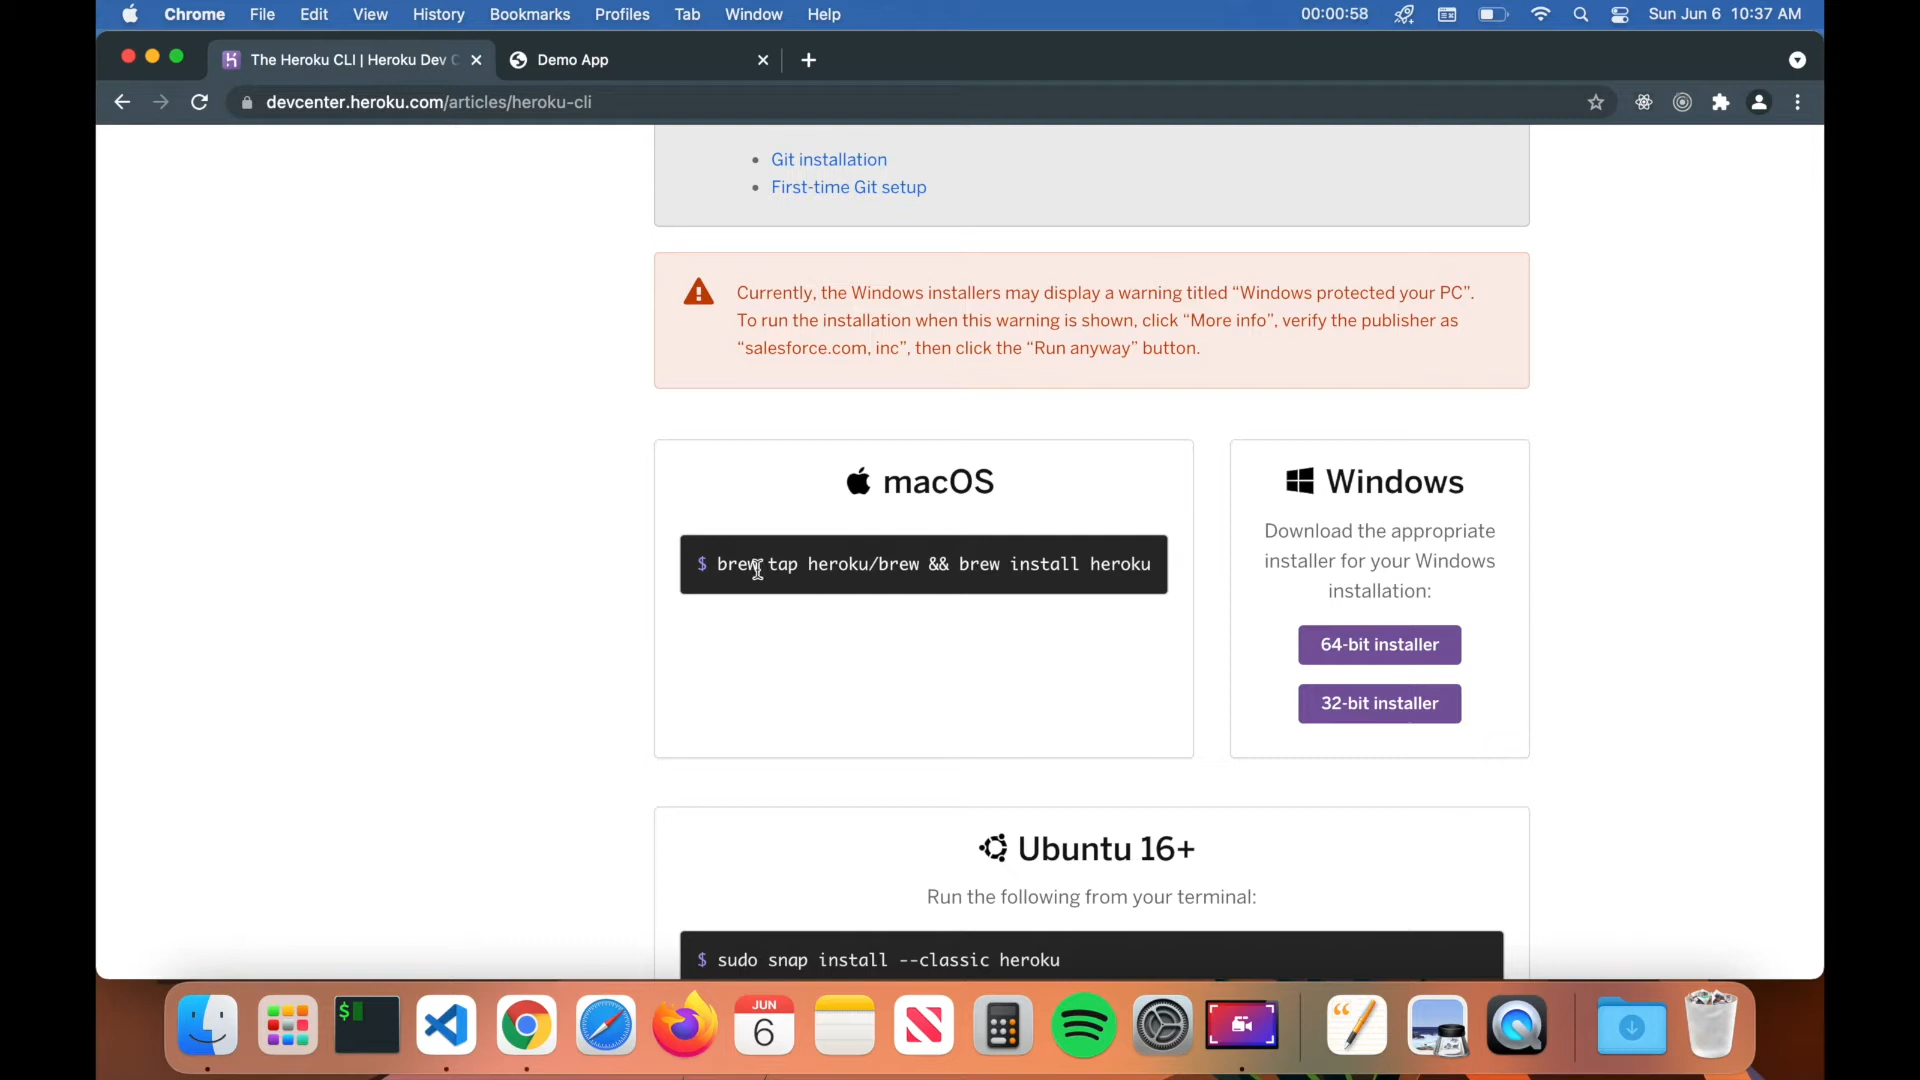 Chrome File Edit View History Bookmarks Profiles Tab Window Help 00:00:58 Sun Jun 6 10:37 AM
The Heroku CLI | Heroku Dev C
Demo App
devcenter.heroku.com/articles/heroku-cli
• Git installation
• First-time Git setup
Currently, the Windows installers may display a warning titled “Windows protected your PC”.
To run the installation when this warning is shown, click “More info”, verify the publisher as
“salesforce.com, inc”, then click the “Run anyway” button.
macOS
$ brew tap heroku/brew && brew install heroku
Windows
Download the appropriate
installer for your Windows
installation:
64-bit installer
32-bit installer
Ubuntu 16+
Run the following from your terminal:
$ sudo snap install --classic heroku
$
JUN
6